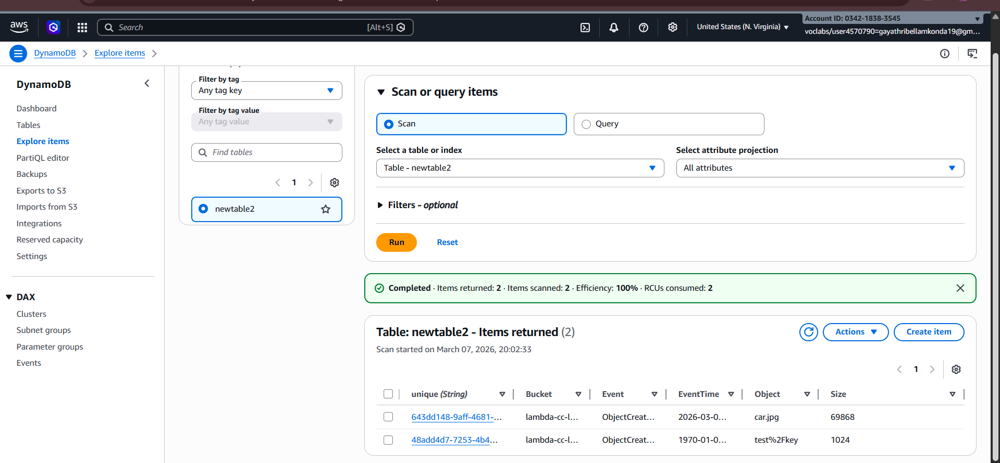 aws
Search
[Alt+S]
United States (N. Virginia)
Account ID: 0342-1838-3545
voclabs/user4570790=gayathribellamkonda19@gm...
DynamoDB
Explore items
DynamoDB
Dashboard
Tables
Explore items
PartiQL editor
Backups
Exports to S3
Imports from S3
Integrations
Reserved capacity
Settings
DAX
Clusters
Subnet groups
Parameter groups
Events
Filter by tag
Any tag key
Filter by tag value
Any tag value
Find tables
1
newtable2
Scan or query items
Scan
Query
Select a table or index
Table - newtable2
Select attribute projection
All attributes
Filters - optional
Run
Reset
Completed · Items returned: 2 · Items scanned: 2 · Efficiency: 100% · RCUs consumed: 2
Table: newtable2 - Items returned (2)
Scan started on March 07, 2026, 20:02:33
Actions
Create item
1
unique (String) Bucket Event EventTime Object Size
643dd148-9aff-4681-... lambda-cc-l... ObjectCreat... 2026-03-0... car.jpg 69868
48add4d7-7253-4b4... lambda-cc-l... ObjectCreat... 1970-01-0... test%2Fkey 1024